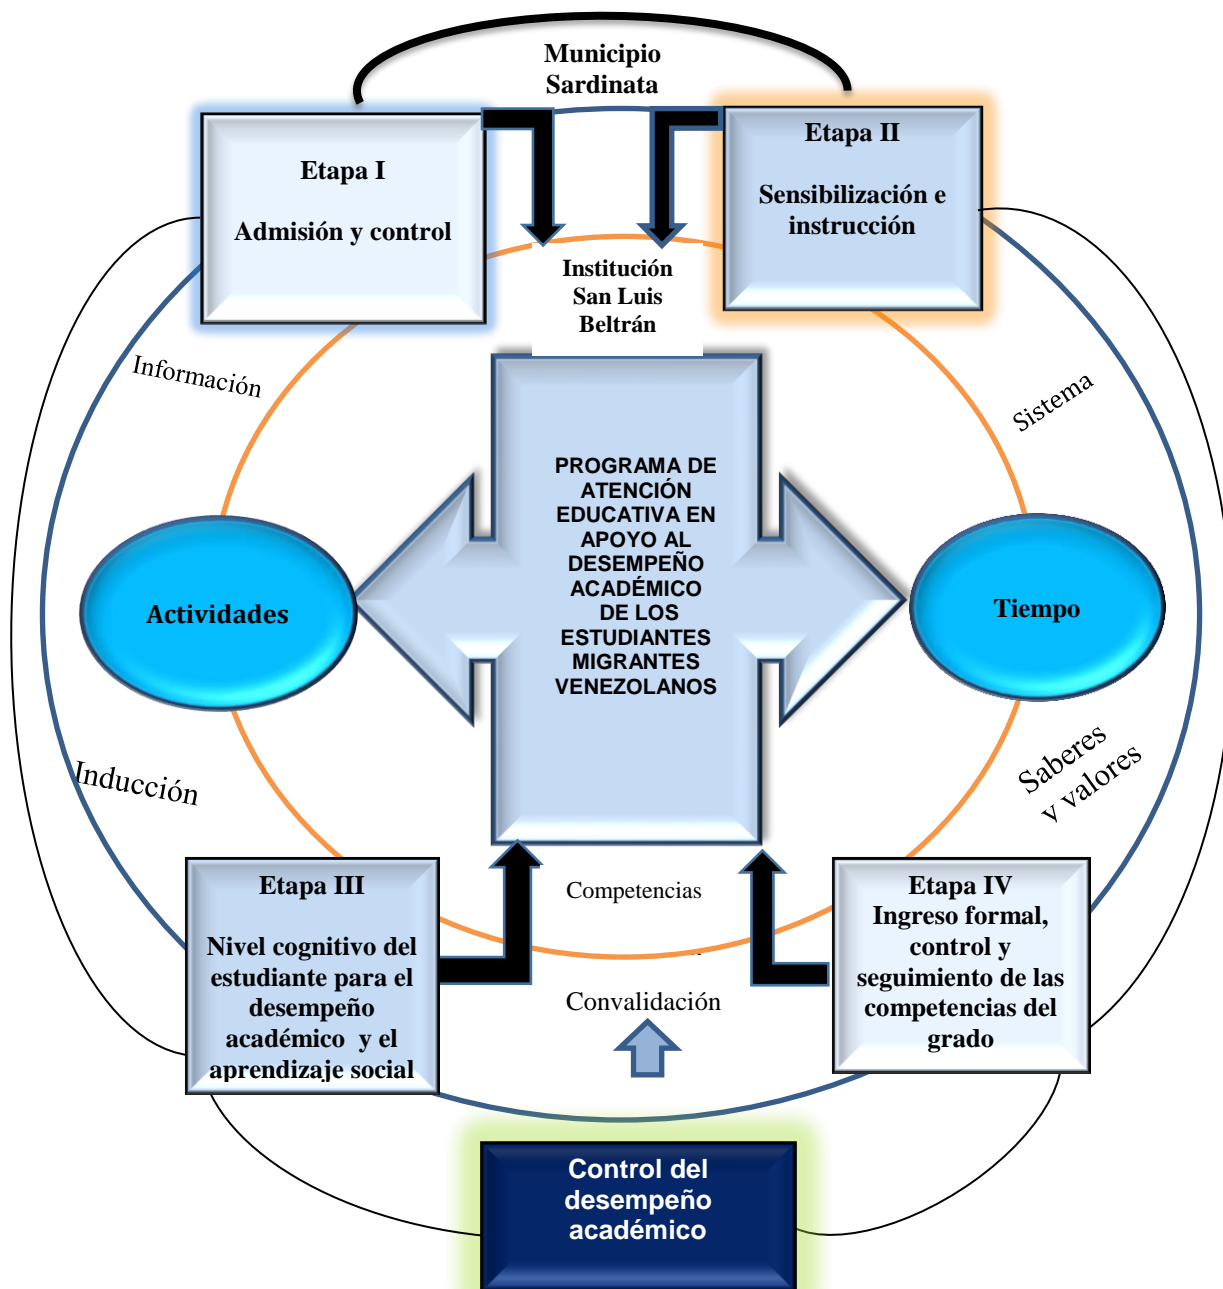 Municipio
Sardinata
Etapa I
Admisión y control
Etapa II
Sensibilización e
instrucción
Institución
San Luis
Beltrán
Información
Sistema
PROGRAMA DE
ATENCIÓN
EDUCATIVA EN
APOYO AL
DESEMPEÑO
ACADÉMICO
DE LOS
ESTUDIANTES
MIGRANTES
VENEZOLANOS
Actividades
Tiempo
Inducción
Saberes
y valores
Etapa III
Nivel cognitivo del
estudiante para el
desempeño
académico y el
aprendizaje social
Competencias
Convalidación
Etapa IV
Ingreso formal,
control y
seguimiento de las
competencias del
grado
Control del
desempeño
académico